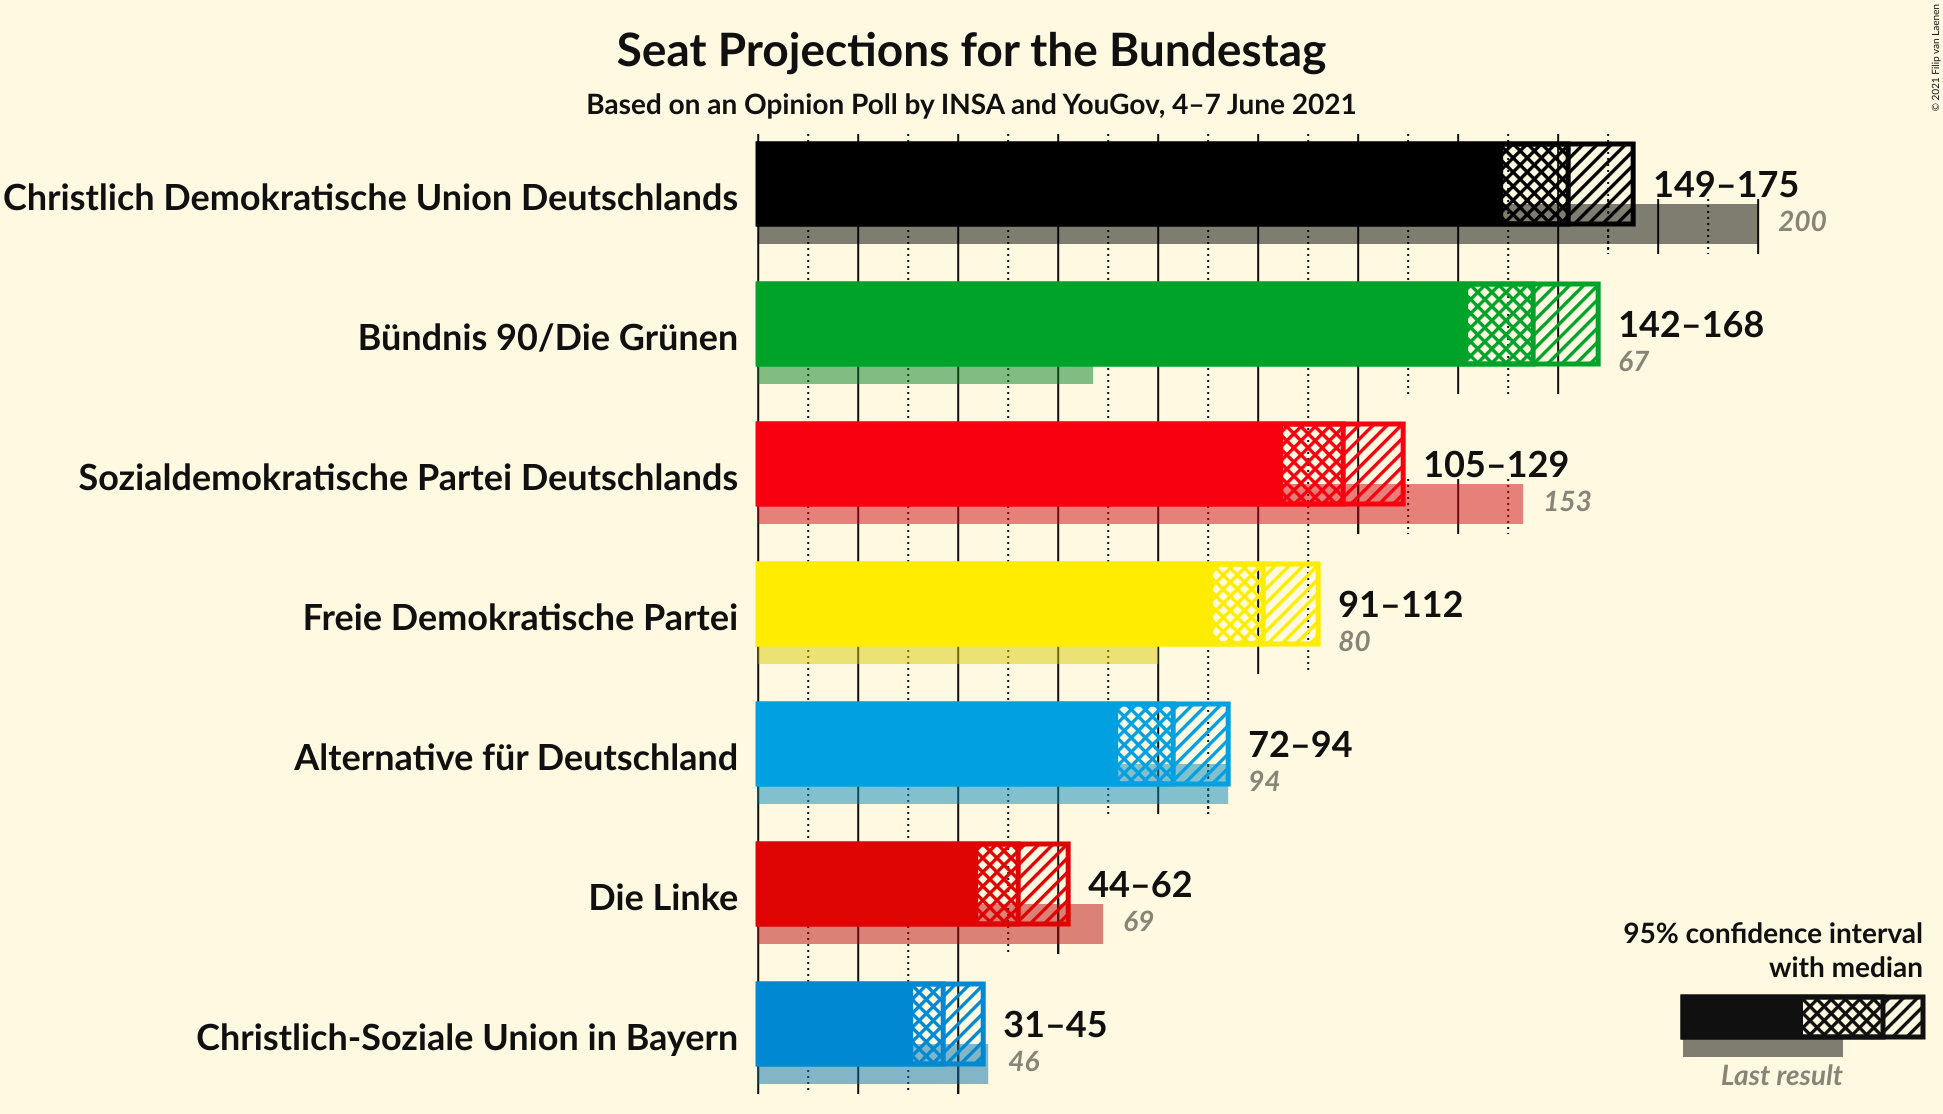 Seat Projections for the Bundestag
Based on an Opinion Poll by INSA and YouGov, 4–7 June 2021
© 2021 Filip van Laenen
Christlich Demokratische Union Deutschlands
149–175
200
Bündnis 90/Die Grünen
142–168
67
Sozialdemokratische Partei Deutschlands
105–129
153
Freie Demokratische Partei
91–112
80
Alternative für Deutschland
72–94
94
Die Linke
44–62
69
Christlich-Soziale Union in Bayern
31–45
46
95% confidence interval
with median
Last result